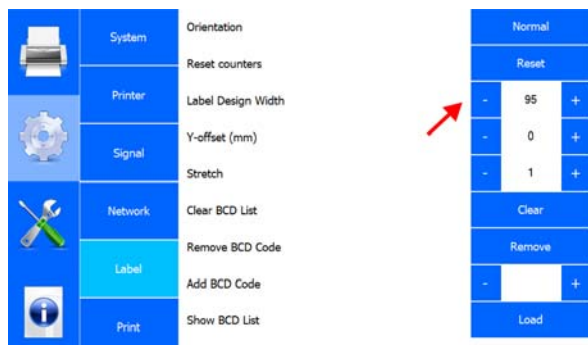 System
Printer
Signal
Network
Label
Print
Orientation Normal
Reset counters Reset
Label Design Width - 95 +
Y-offset (mm) - 0 +
Stretch - 1 +
Clear BCD List Clear
Remove BCD Code Remove
Add BCD Code - +
Show BCD List Load